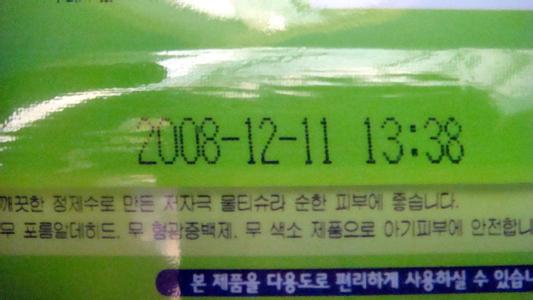 2008-12-11 13:38
깨끗한 정제수로 만든 저자극 물티슈라 순한 피부에 좋습니다.
무 포름알데히드, 무 형광증백제, 무 색소 제품으로 아기피부에 안전합니
본 제품을 다용도로 편리하게 사용하실 수 있습니